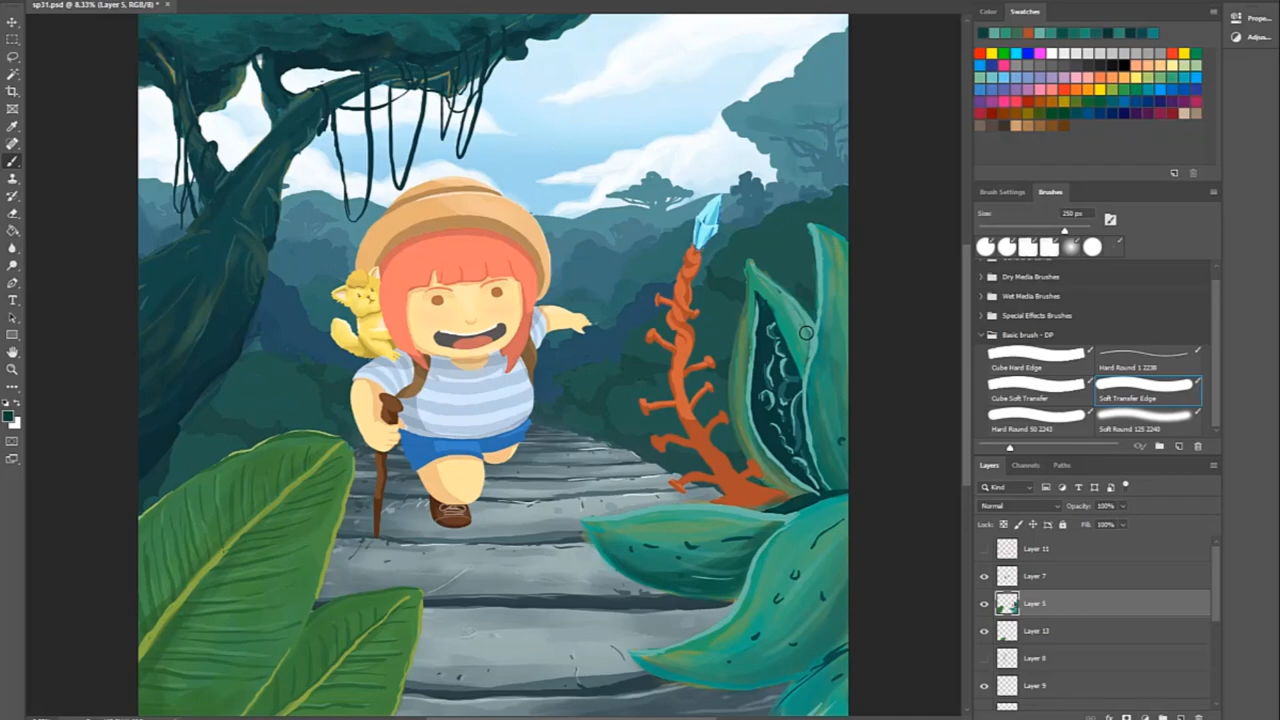 sp31.psd @ 8.33% (Layer 5, RGB/8) * ×
Color Swatches
Prope...
Adjus...
Brush Settings Brushes
Size: 250 px
Dry Media Brushes
Wet Media Brushes
Special Effects Brushes
Basic brush - DP
Cube Hard Edge Hard Round 1 2238
Cube Soft Transfer Soft Transfer Edge
Hard Round 50 2243 Soft Round 125 2240
Layers Channels Paths
Kind
Normal Opacity: 100%
Lock: Fill: 100%
Layer 11
Layer 7
Layer 5
Layer 13
Layer 8
Layer 9